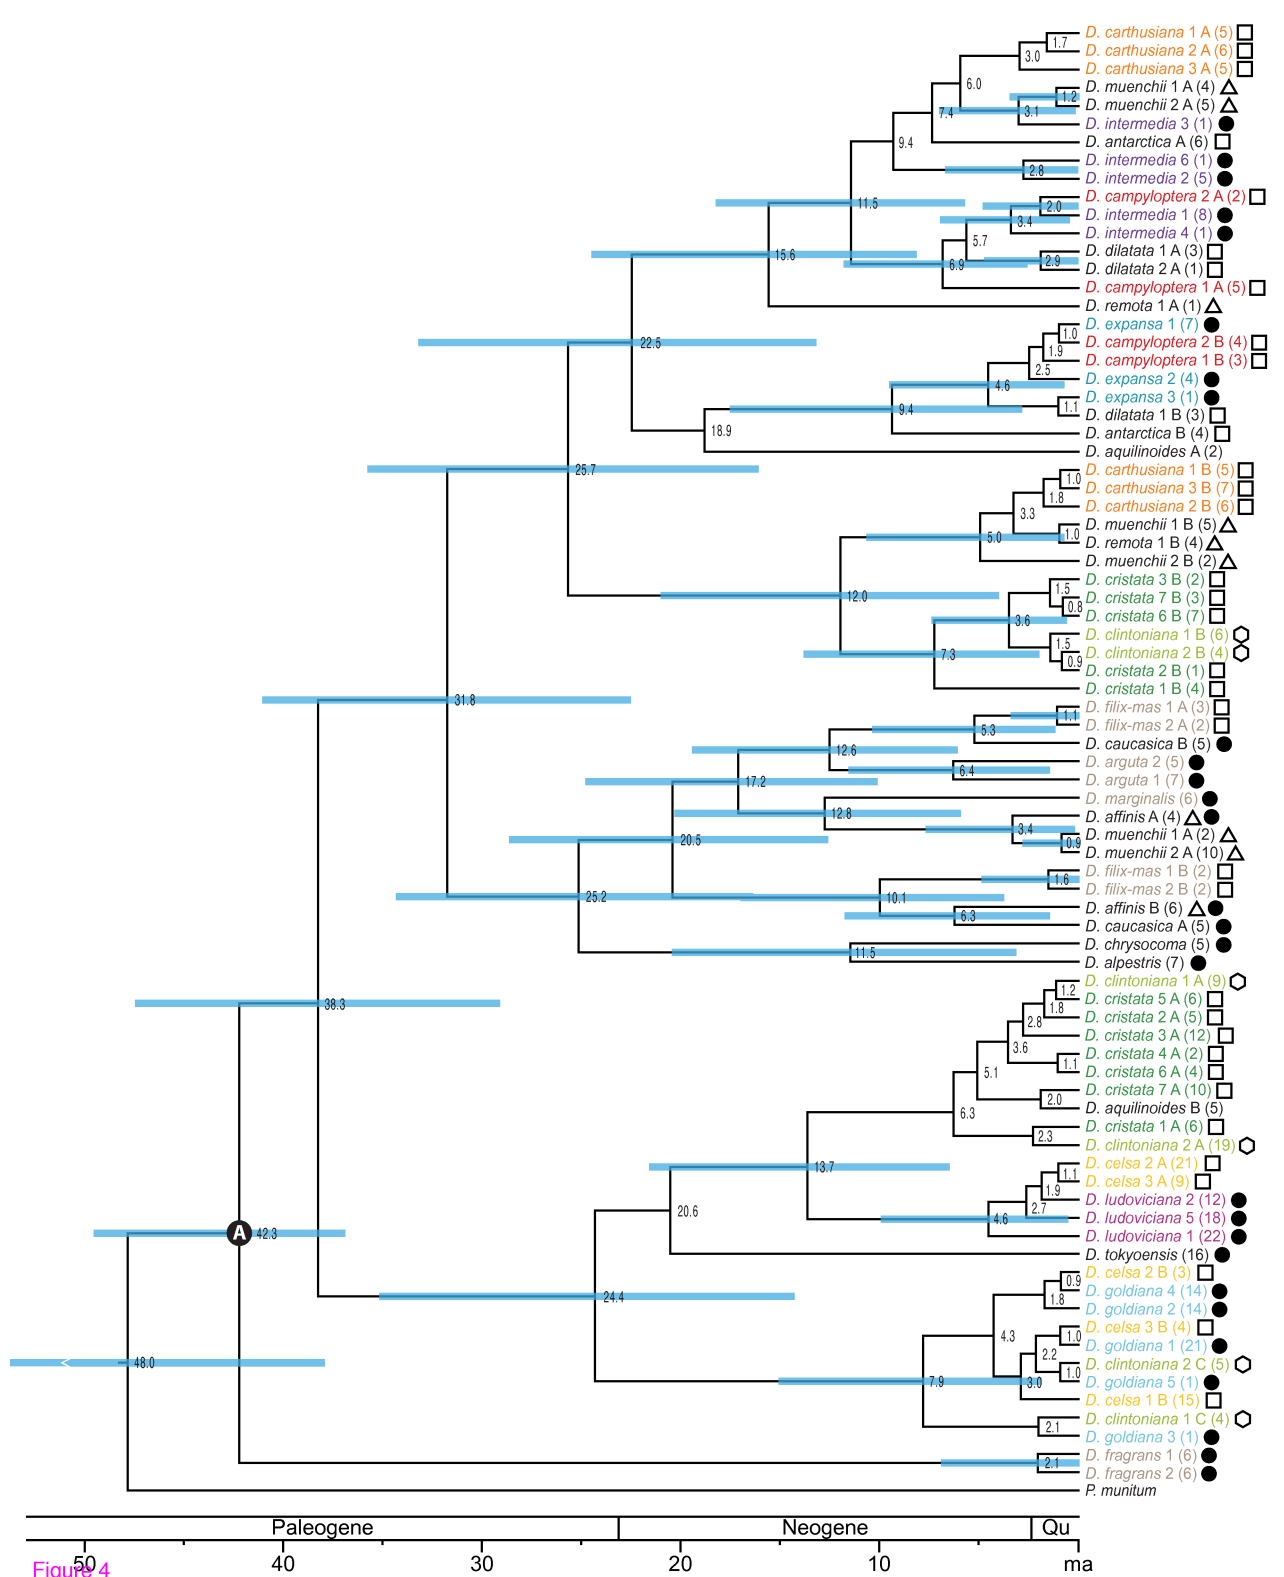 D. carthusiana 1 A (5)
1.7
D. carthusiana 2 A (6)
3.0
D. carthusiana 3 A (5)
6.0
D. muenchii 1 A (4)
1.2
D. muenchii 2 A (5)
7.4
3.1
D. intermedia 3 (1)
9.4
D. antarctica A (6)
D. intermedia 6 (1)
2.8
D. intermedia 2 (5)
D. campyloptera 2 A (2)
11.5
2.0
D. intermedia 1 (8)
3.4
D. intermedia 4 (1)
5.7
D. dilatata 1 A (3)
15.6
6.9
2.9
D. dilatata 2 A (1)
D. campyloptera 1 A (5)
D. remota 1 A (1)
D. expansa 1 (7)
1.0
22.5
D. campyloptera 2 B (4)
1.9
D. campyloptera 1 B (3)
2.5
D. expansa 2 (4)
4.6
D. expansa 3 (1)
9.4
1.1
D. dilatata 1 B (3)
18.9
D. antarctica B (4)
D. aquilinoides A (2)
25.7
D. carthusiana 1 B (5)
1.0
D. carthusiana 3 B (7)
1.8
D. carthusiana 2 B (6)
3.3
D. muenchii 1 B (5)
5.0
1.0
D. remota 1 B (4)
D. muenchii 2 B (2)
D. cristata 3 B (2)
1.5
12.0
D. cristata 7 B (3)
0.8
D. cristata 6 B (7)
3.6
D. clintoniana 1 B (6)
1.5
7.3
D. clintoniana 2 B (4)
0.9
D. cristata 2 B (1)
D. cristata 1 B (4)
31.8
D. filix-mas 1 A (3)
1.1
D. filix-mas 2 A (2)
5.3
D. caucasica B (5)
12.6
D. arguta 2 (5)
6.4
D. arguta 1 (7)
17.2
D. marginalis (6)
12.8
D. affinis A (4)
3.4
D. muenchii 1 A (2)
20.5
0.9
D. muenchii 2 A (10)
D. filix-mas 1 B (2)
1.6
D. filix-mas 2 B (2)
25.2
10.1
D. affinis B (6)
6.3
D. caucasica A (5)
D. chrysocoma (5)
11.5
D. alpestris (7)
D. clintoniana 1 A (9)
1.2
38.3
D. cristata 5 A (6)
1.8
D. cristata 2 A (5)
2.8
D. cristata 3 A (12)
3.6
D. cristata 4 A (2)
1.1
D. cristata 6 A (4)
5.1
D. cristata 7 A (10)
2.0
D. aquilinoides B (5)
6.3
D. cristata 1 A (6)
2.3
D. clintoniana 2 A (19)
D. celsa 2 A (21)
13.7
1.1
D. celsa 3 A (9)
1.9
D. ludoviciana 2 (12)
2.7
20.6
D. ludoviciana 5 (18)
4.6
D. ludoviciana 1 (22)
A
42.3
D. tokyoensis (16)
D. celsa 2 B (3)
0.9
D. goldiana 4 (14)
24.4
1.8
D. goldiana 2 (14)
D. celsa 3 B (4)
4.3
1.0
D. goldiana 1 (21)
2.2
48.0
D. clintoniana 2 C (5)
1.0
D. goldiana 5 (1)
7.9
3.0
D. celsa 1 B (15)
D. clintoniana 1 C (4)
2.1
D. goldiana 3 (1)
D. fragrans 1 (6)
2.1
D. fragrans 2 (6)
P. munitum
Paleogene Neogene Qu
50 40 30 20 10 ma
Figure 4